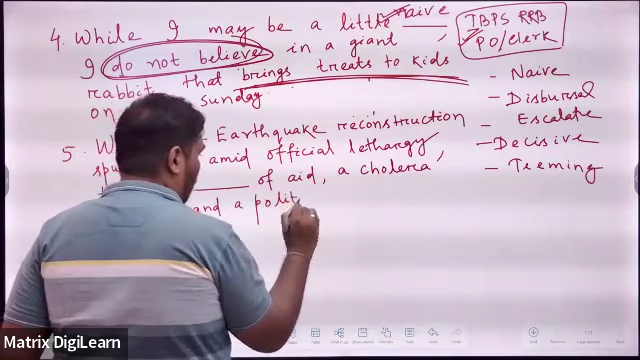 4. While I may be a little naive,
I do not believe in a giant
rabbit that brings treats to kids
on sunday
5. W Earthquake reconstruction
spu amid official lethargy,
of aid, a cholera
and a polit
IBPS RRB
PO/Clerk
- Naive
- Disbursal
- Escalate
- Decisive
- Teeming
Matrix DigiLearn